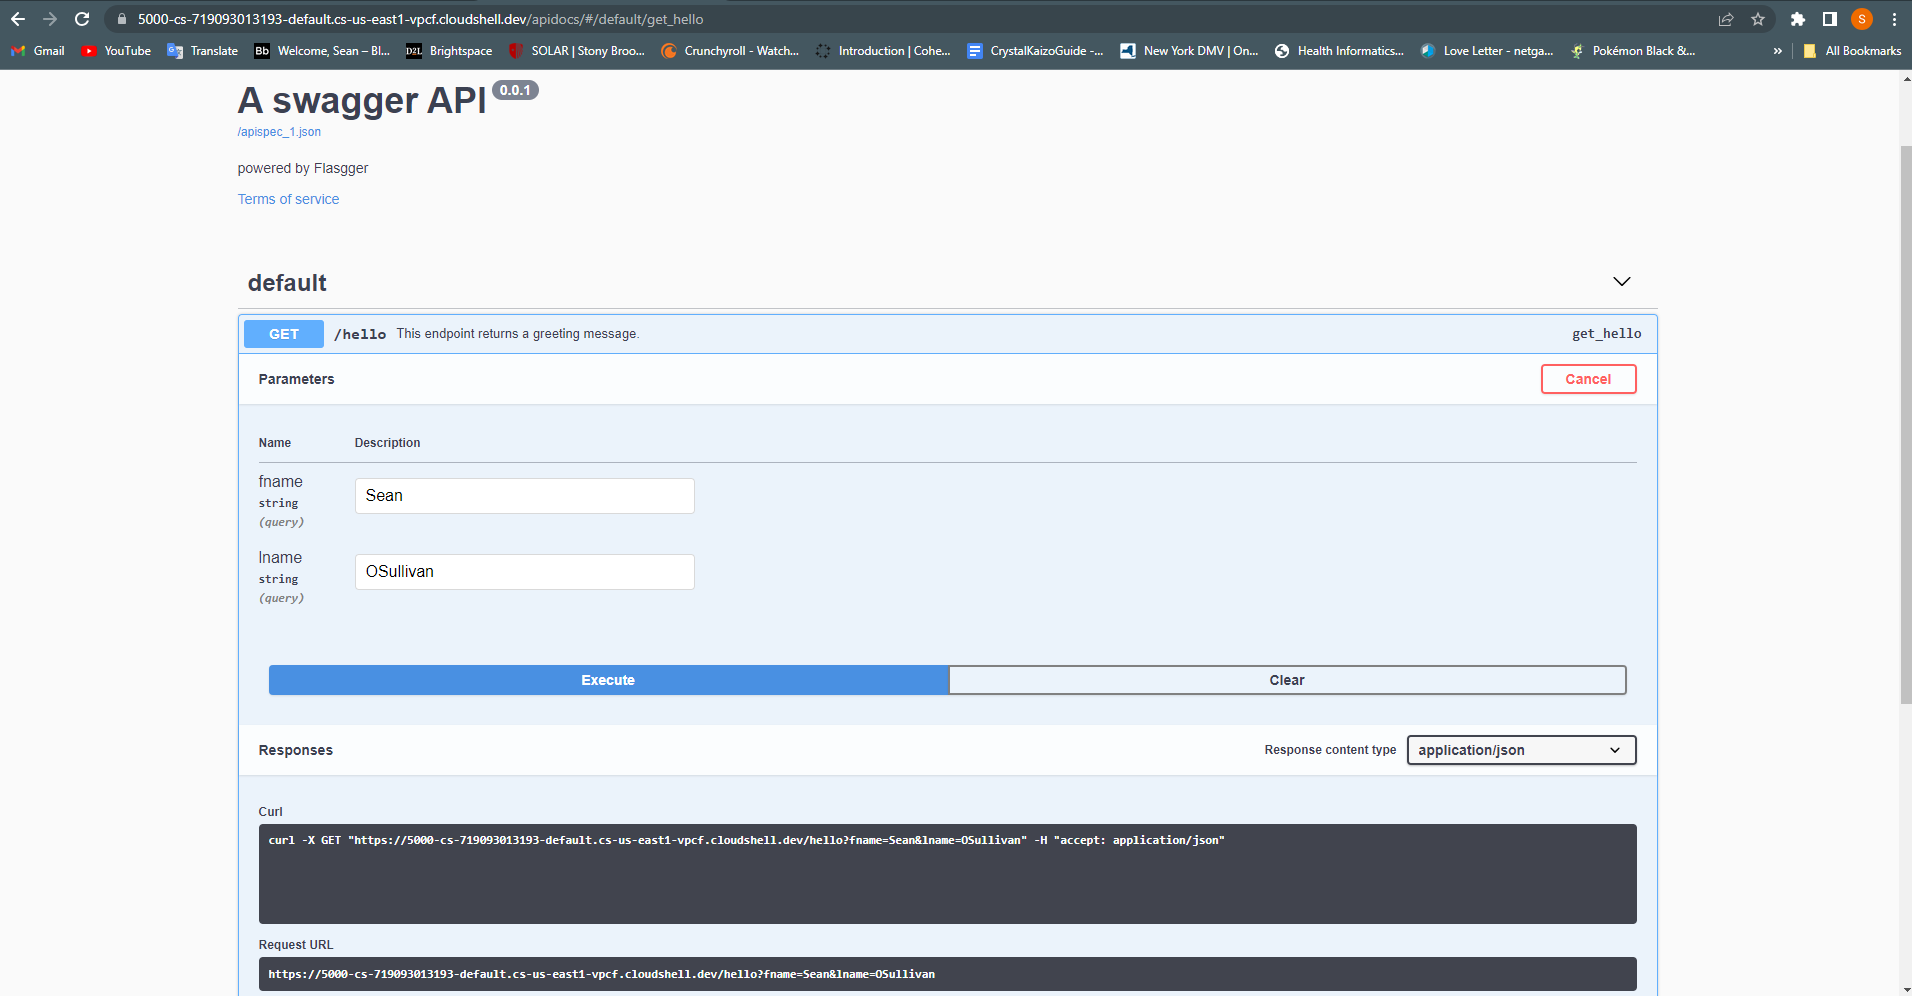 5000-cs-719093013193-default.cs-us-east1-vpcf.cloudshell.dev/apidocs/#/default/get_hello
S
Gmail YouTube Translate Bb Welcome, Sean – Bl... D2L Brightspace SOLAR | Stony Broo... Crunchyroll - Watch... Introduction | Cohe... CrystalKaizoGuide -... New York DMV | On... Health Informatics... Love Letter - netga... Pokémon Black &... » All Bookmarks
A swagger API 0.0.1
/apispec_1.json
powered by Flasgger
Terms of service
default
GET /hello This endpoint returns a greeting message. get_hello
Parameters Cancel
Name Description
fname
string
(query)
Sean
lname
string
(query)
OSullivan
Execute Clear
Responses Response content type application/json
Curl
curl -X GET "https://5000-cs-719093013193-default.cs-us-east1-vpcf.cloudshell.dev/hello?fname=Sean&lname=OSullivan" -H "accept: application/json"
Request URL
https://5000-cs-719093013193-default.cs-us-east1-vpcf.cloudshell.dev/hello?fname=Sean&lname=OSullivan